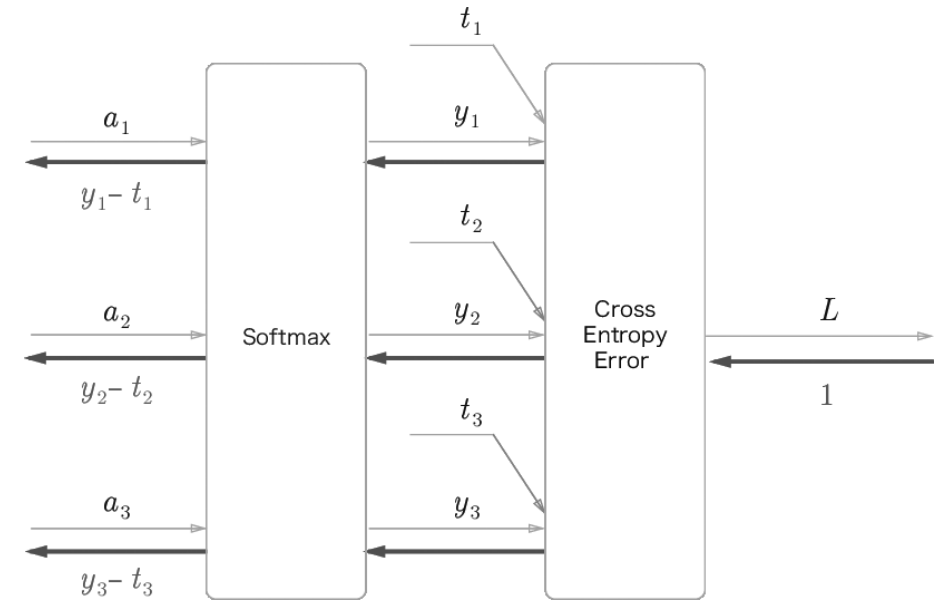 t₁
a₁
y₁
y₁− t₁
t₂
a₂
y₂
Softmax
Cross
Entropy
Error
L
y₂− t₂
1
t₃
a₃
y₃
y₃− t₃